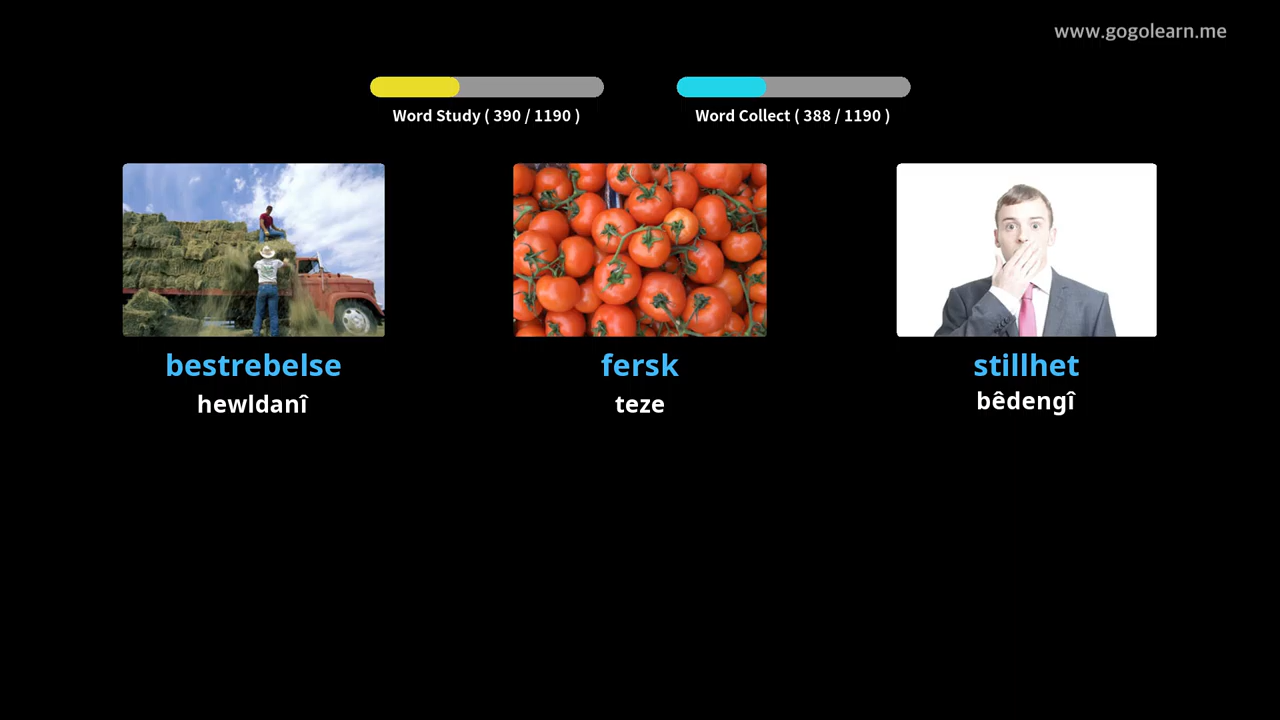 www.gogolearn.me
Word Study ( 390 / 1190 )
Word Collect ( 388 / 1190 )
bestrebelse
fersk
stillhet
hewldanî
teze
bêdengî